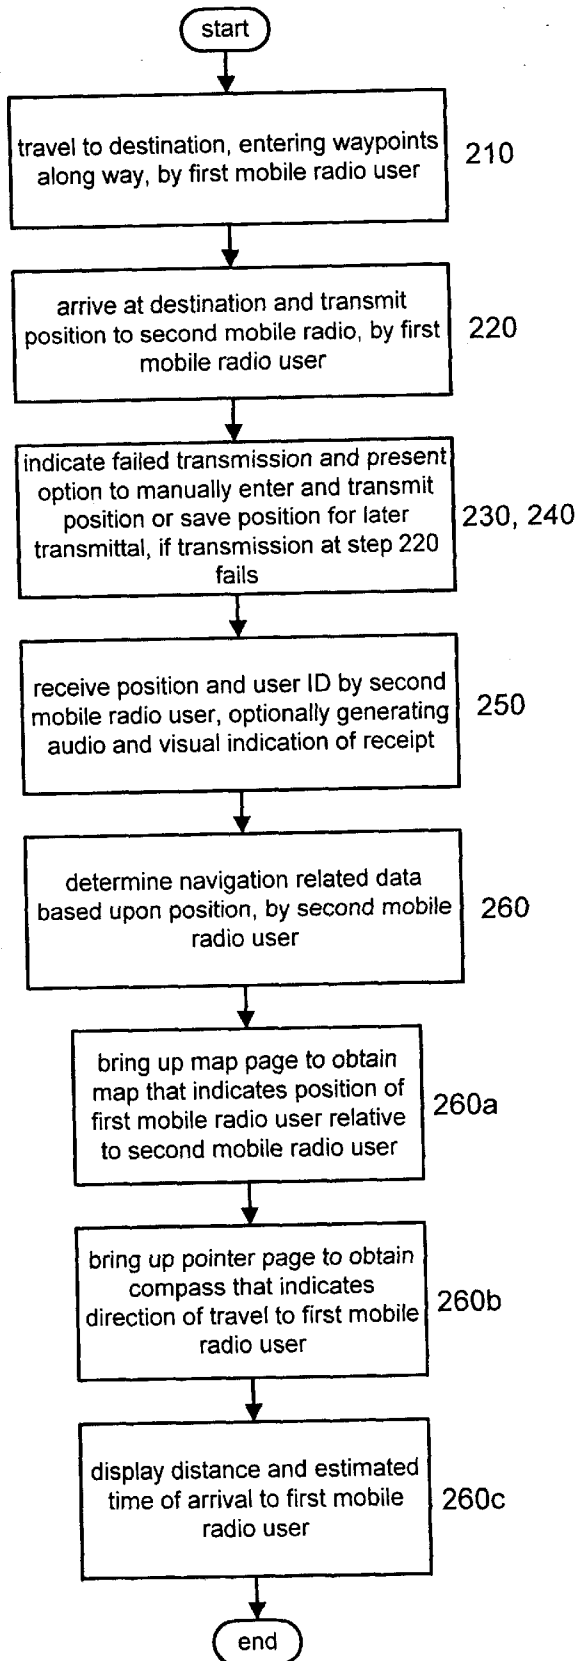 start
travel to destination, entering waypoints
along way, by first mobile radio user
210
arrive at destination and transmit
position to second mobile radio, by first
mobile radio user
220
indicate failed transmission and present
option to manually enter and transmit
position or save position for later
transmittal, if transmission at step 220
fails
230, 240
receive position and user ID by second
mobile radio user, optionally generating
audio and visual indication of receipt
250
determine navigation related data
based upon position, by second mobile
radio user
260
bring up map page to obtain
map that indicates position of
first mobile radio user relative
to second mobile radio user
260a
bring up pointer page to obtain
compass that indicates
direction of travel to first mobile
radio user
260b
display distance and estimated
time of arrival to first mobile
radio user
260c
end